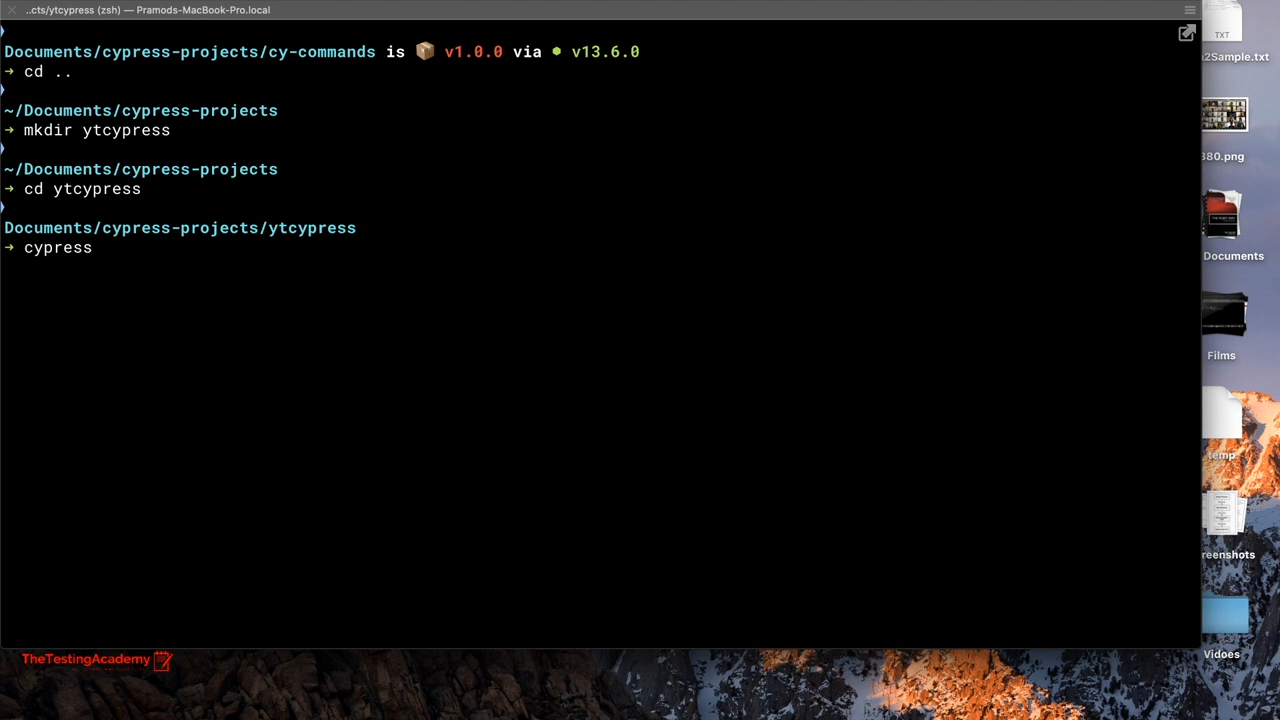 ..cts/ytcypress (zsh) — Pramods-MacBook-Pro.local
Documents/cypress-projects/cy-commands is 📦 v1.0.0 via ⬢ v13.6.0
➜ cd ..
~/Documents/cypress-projects
➜ mkdir ytcypress
~/Documents/cypress-projects
➜ cd ytcypress
Documents/cypress-projects/ytcypress
➜ cypress
TXT
2Sample.txt
380.png
Documents
Films
temp
reenshots
Vidoes
TheTestingAcademy